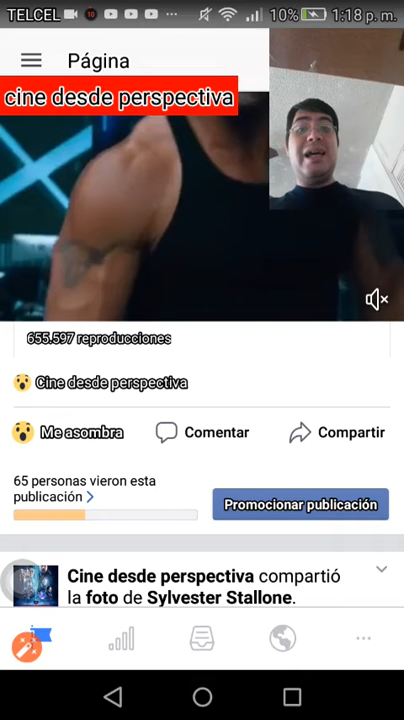 TELCEL 10% 1:18 p. m.
Página
cine desde perspectiva
655.597 reproducciones
Cine desde perspectiva
Me asombra Comentar Compartir
65 personas vieron esta
publicación
Promocionar publicación
Cine desde perspectiva compartió
la foto de Sylvester Stallone.